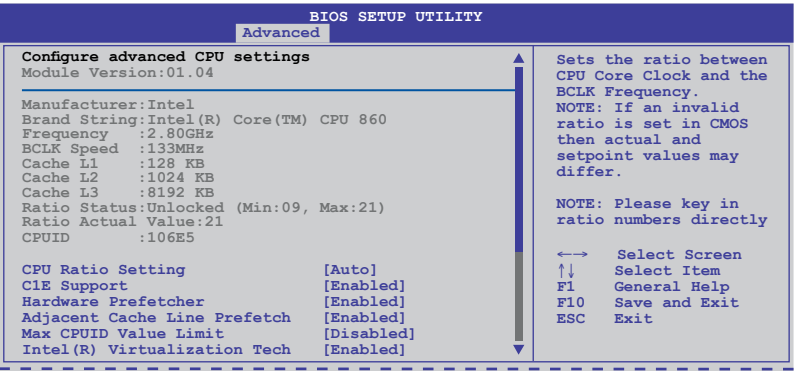 BIOS SETUP UTILITY
Advanced
Configure advanced CPU settings
Module Version:01.04
Manufacturer:Intel
Brand String:Intel(R) Core(TM) CPU 860
Frequency :2.80GHz
BCLK Speed :133MHz
Cache L1 :128 KB
Cache L2 :1024 KB
Cache L3 :8192 KB
Ratio Status:Unlocked (Min:09, Max:21)
Ratio Actual Value:21
CPUID :106E5
CPU Ratio Setting [Auto]
C1E Support [Enabled]
Hardware Prefetcher [Enabled]
Adjacent Cache Line Prefetch [Enabled]
Max CPUID Value Limit [Disabled]
Intel(R) Virtualization Tech [Enabled]
Sets the ratio between
CPU Core Clock and the
BCLK Frequency.
NOTE: If an invalid
ratio is set in CMOS
then actual and
setpoint values may
differ.
NOTE: Please key in
ratio numbers directly
←→ Select Screen
↑↓ Select Item
F1 General Help
F10 Save and Exit
ESC Exit